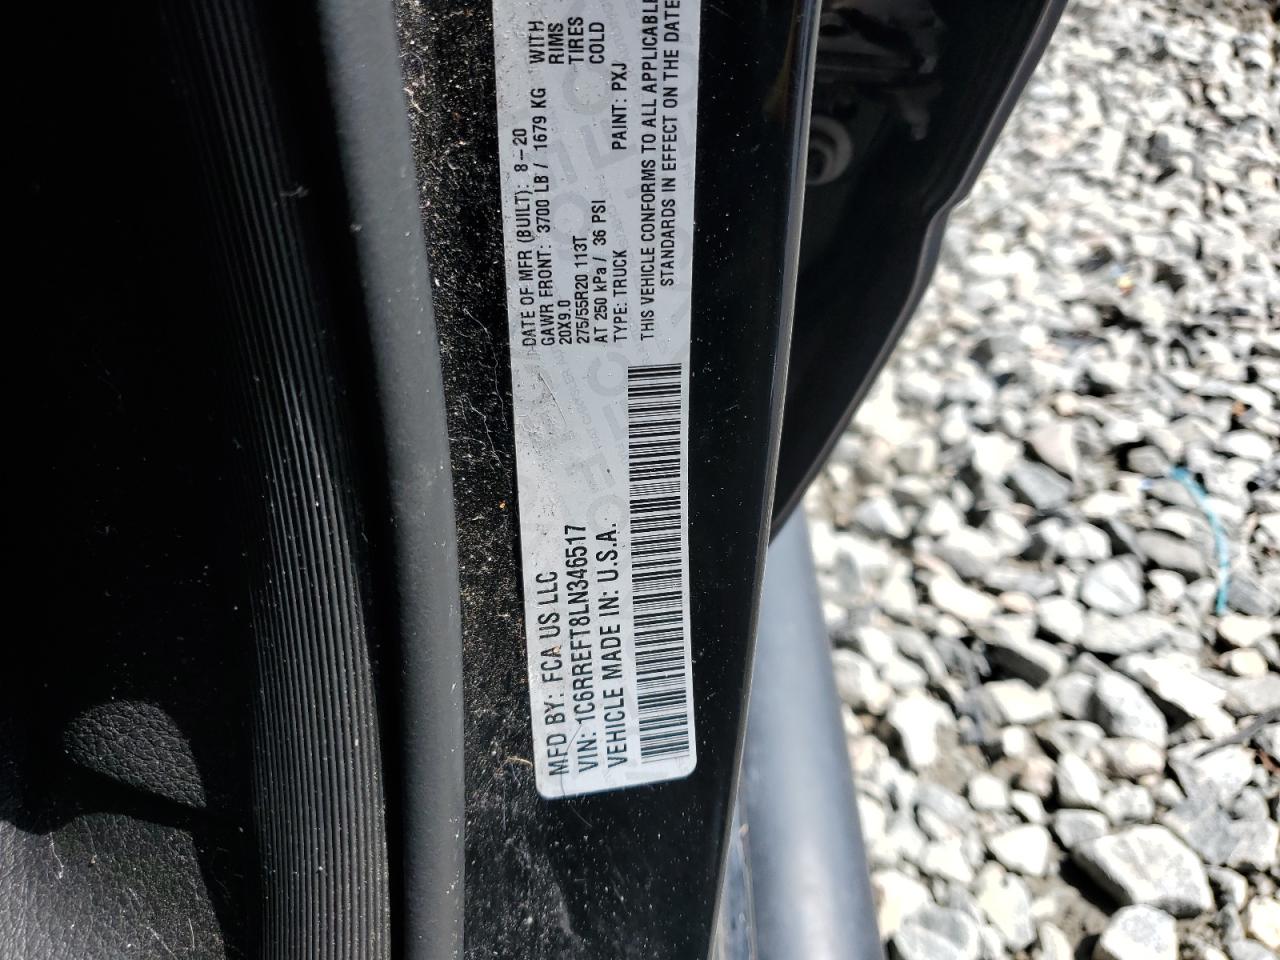 MFD BY: FCA US LLC
VIN: 1C6RREFT8LN346517
VEHICLE MADE IN: U.S.A.
DATE OF MFR (BUILT): 8-20
GAWR FRONT: 3700 LB / 1679 KG WITH
20X9.0 RIMS
275/55R20 113T TIRES
AT 250 kPa / 36 PSI COLD
TYPE: TRUCK PAINT: PXJ
THIS VEHICLE CONFORMS TO ALL APPLICABLE
STANDARDS IN EFFECT ON THE DATE